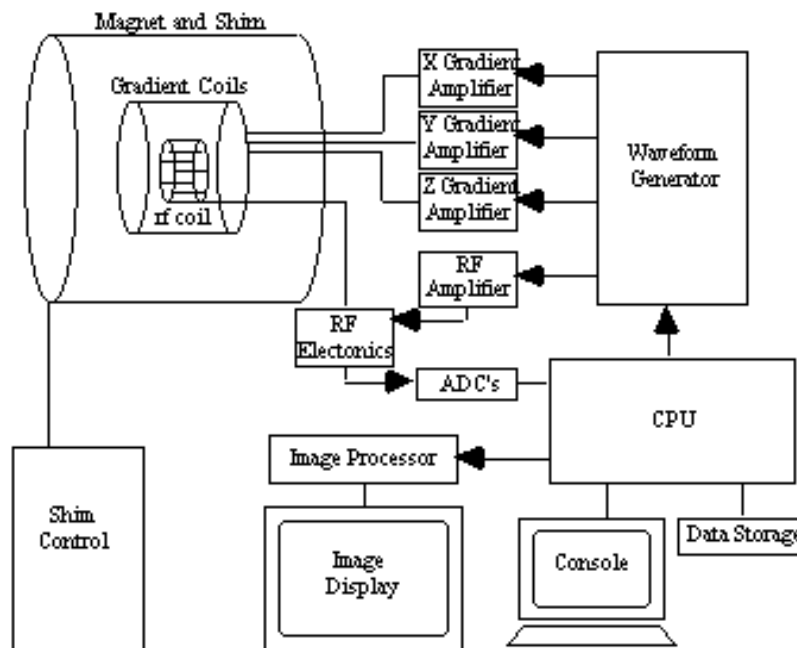 Magnet and Shim
Gradient Coils
rf coil
X Gradient
Amplifier
Y Gradient
Amplifier
Z Gradient
Amplifier
Waveform
Generator
RF
Amplifier
RF
Electonics
ADC's
CPU
Image Processor
Shim
Control
Image
Display
Console
Data Storage